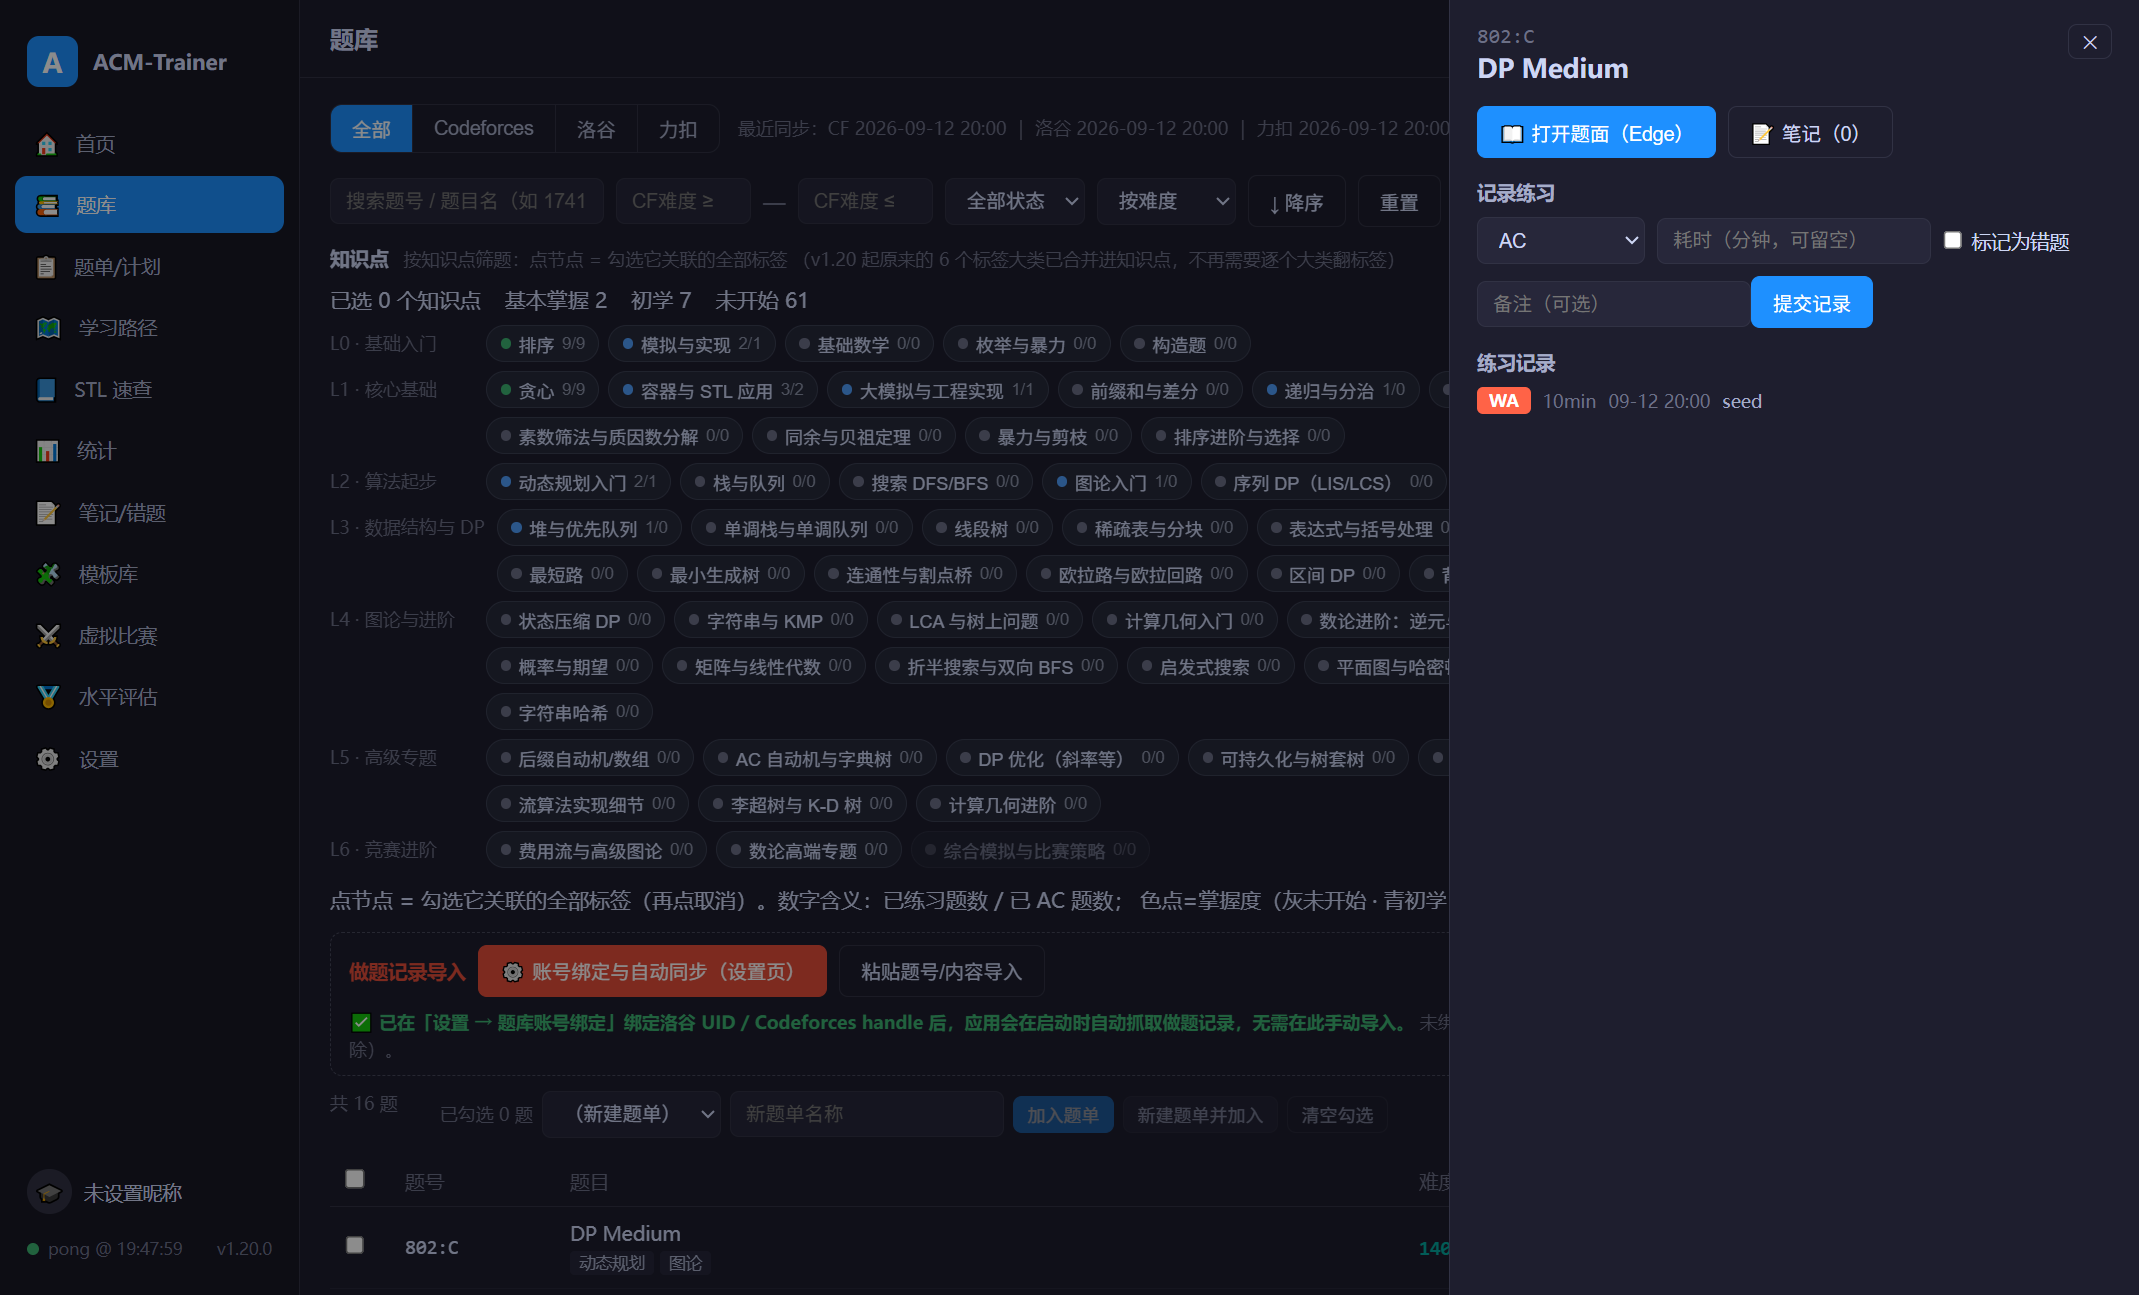 A ACM-Trainer
首页
题库
题单/计划
学习路径
STL 速查
统计
笔记/错题
模板库
虚拟比赛
水平评估
设置
未设置昵称
pong @ 19:47:59 v1.20.0
题库
全部 Codeforces 洛谷 力扣 最近同步：CF 2026-09-12 20:00 | 洛谷 2026-09-12 20:00 | 力扣 2026-09-12 20:00
搜索题号 / 题目名（如 1741 CF难度 ≥ — CF难度 ≤ 全部状态 按难度 ↓降序 重置
知识点 按知识点筛题：点节点 = 勾选它关联的全部标签 （v1.20 起原来的 6 个标签大类已合并进知识点，不再需要逐个大类翻标签）
已选 0 个知识点 基本掌握 2 初学 7 未开始 61
L0 · 基础入门 排序 9/9 模拟与实现 2/1 基础数学 0/0 枚举与暴力 0/0 构造题 0/0
L1 · 核心基础 贪心 9/9 容器与 STL 应用 3/2 大模拟与工程实现 1/1 前缀和与差分 0/0 递归与分治 1/0
素数筛法与质因数分解 0/0 同余与贝祖定理 0/0 暴力与剪枝 0/0 排序进阶与选择 0/0
L2 · 算法起步 动态规划入门 2/1 栈与队列 0/0 搜索 DFS/BFS 0/0 图论入门 1/0 序列 DP（LIS/LCS） 0/0
L3 · 数据结构与 DP 堆与优先队列 1/0 单调栈与单调队列 0/0 线段树 0/0 稀疏表与分块 0/0 表达式与括号处理 0
最短路 0/0 最小生成树 0/0 连通性与割点桥 0/0 欧拉路与欧拉回路 0/0 区间 DP 0/0
L4 · 图论与进阶 状态压缩 DP 0/0 字符串与 KMP 0/0 LCA 与树上问题 0/0 计算几何入门 0/0 数论进阶：逆元
概率与期望 0/0 矩阵与线性代数 0/0 折半搜索与双向 BFS 0/0 启发式搜索 0/0 平面图与哈密
字符串哈希 0/0
L5 · 高级专题 后缀自动机/数组 0/0 AC 自动机与字典树 0/0 DP 优化（斜率等） 0/0 可持久化与树套树 0/0
流算法实现细节 0/0 李超树与 K-D 树 0/0 计算几何进阶 0/0
L6 · 竞赛进阶 费用流与高级图论 0/0 数论高端专题 0/0 综合模拟与比赛策略 0/0
点节点 = 勾选它关联的全部标签（再点取消）。数字含义：已练习题数 / 已 AC 题数； 色点=掌握度（灰未开始 · 青初学
做题记录导入 账号绑定与自动同步（设置页） 粘贴题号/内容导入
已在「设置 → 题库账号绑定」绑定洛谷 UID / Codeforces handle 后，应用会在启动时自动抓取做题记录，无需在此手动导入。 未绑
除）。
共 16 题 已勾选 0 题 （新建题单） 新题单名称 加入题单 新建题单并加入 清空勾选
题号 题目 难度
802:C DP Medium 140
动态规划 图论
802:C
DP Medium
打开题面（Edge） 笔记（0）
记录练习
AC 耗时（分钟，可留空） 标记为错题
备注（可选） 提交记录
练习记录
WA 10min 09-12 20:00 seed